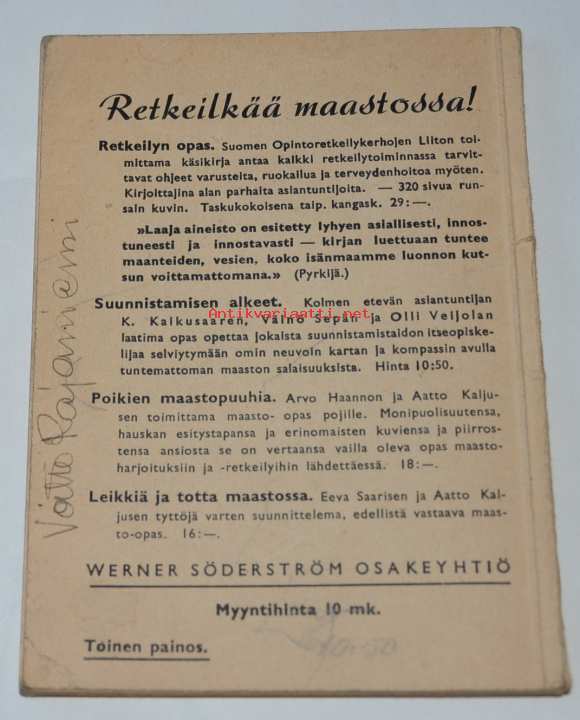 Retkeilkää maastossa!
Retkeilyn opas. Suomen Opintoretkeilykerhojen Liiton toi-
mittama käsikirja antaa kaikki retkeilytoiminnassa tarvit-
tavat ohjeet varusteita, ruokailua ja terveydenhoitoa myöten.
Kirjoittajina alan parhaita asiantuntijoita. — 320 sivua run-
sain kuvin. Taskukokoisena taip. kangask. 29:—.
»Laaja aineisto on esitetty lyhyen asiallisesti, innos-
tuneesti ja innostavasti — kirjan luettuaan tuntee
maanteiden, vesien, koko isänmaamme luonnon kut-
sun voittamattomana.» (Pyrkijä.)
Suunnistamisen alkeet. Kolmen etevän asiantuntijan
K. Kaikusaaren, Väinö Sepän ja Olli Veijolan
laatima opas opettaa jokaista suunnistamistaidon itseopiske-
lijaa selviytymään omin neuvoin kartan ja kompassin avulla
tuntemattoman maaston salaisuuksista. Hinta 10:50.
Poikien maastopuuhia. Arvo Haannon ja Aatto Kalju-
sen toimittama maasto- opas pojille. Monipuolisuutensa,
hauskan esitystapansa ja erinomaisten kuviensa ja piirros-
tensa ansiosta se on vertaansa vailla oleva opas maasto-
harjoituksiin ja -retkeilyihin lähdettäessä. 18:—.
Leikkiä ja totta maastossa. Eeva Saarisen ja Aatto Kal-
jusen tyttöjä varten suunnittelema, edellistä vastaava maas-
to-opas. 16:—.
WERNER SÖDERSTRÖM OSAKEYHTIÖ
Myyntihinta 10 mk.
Toinen painos.
10:50
Voitto Rajaniemi
Antikvariaatti.net